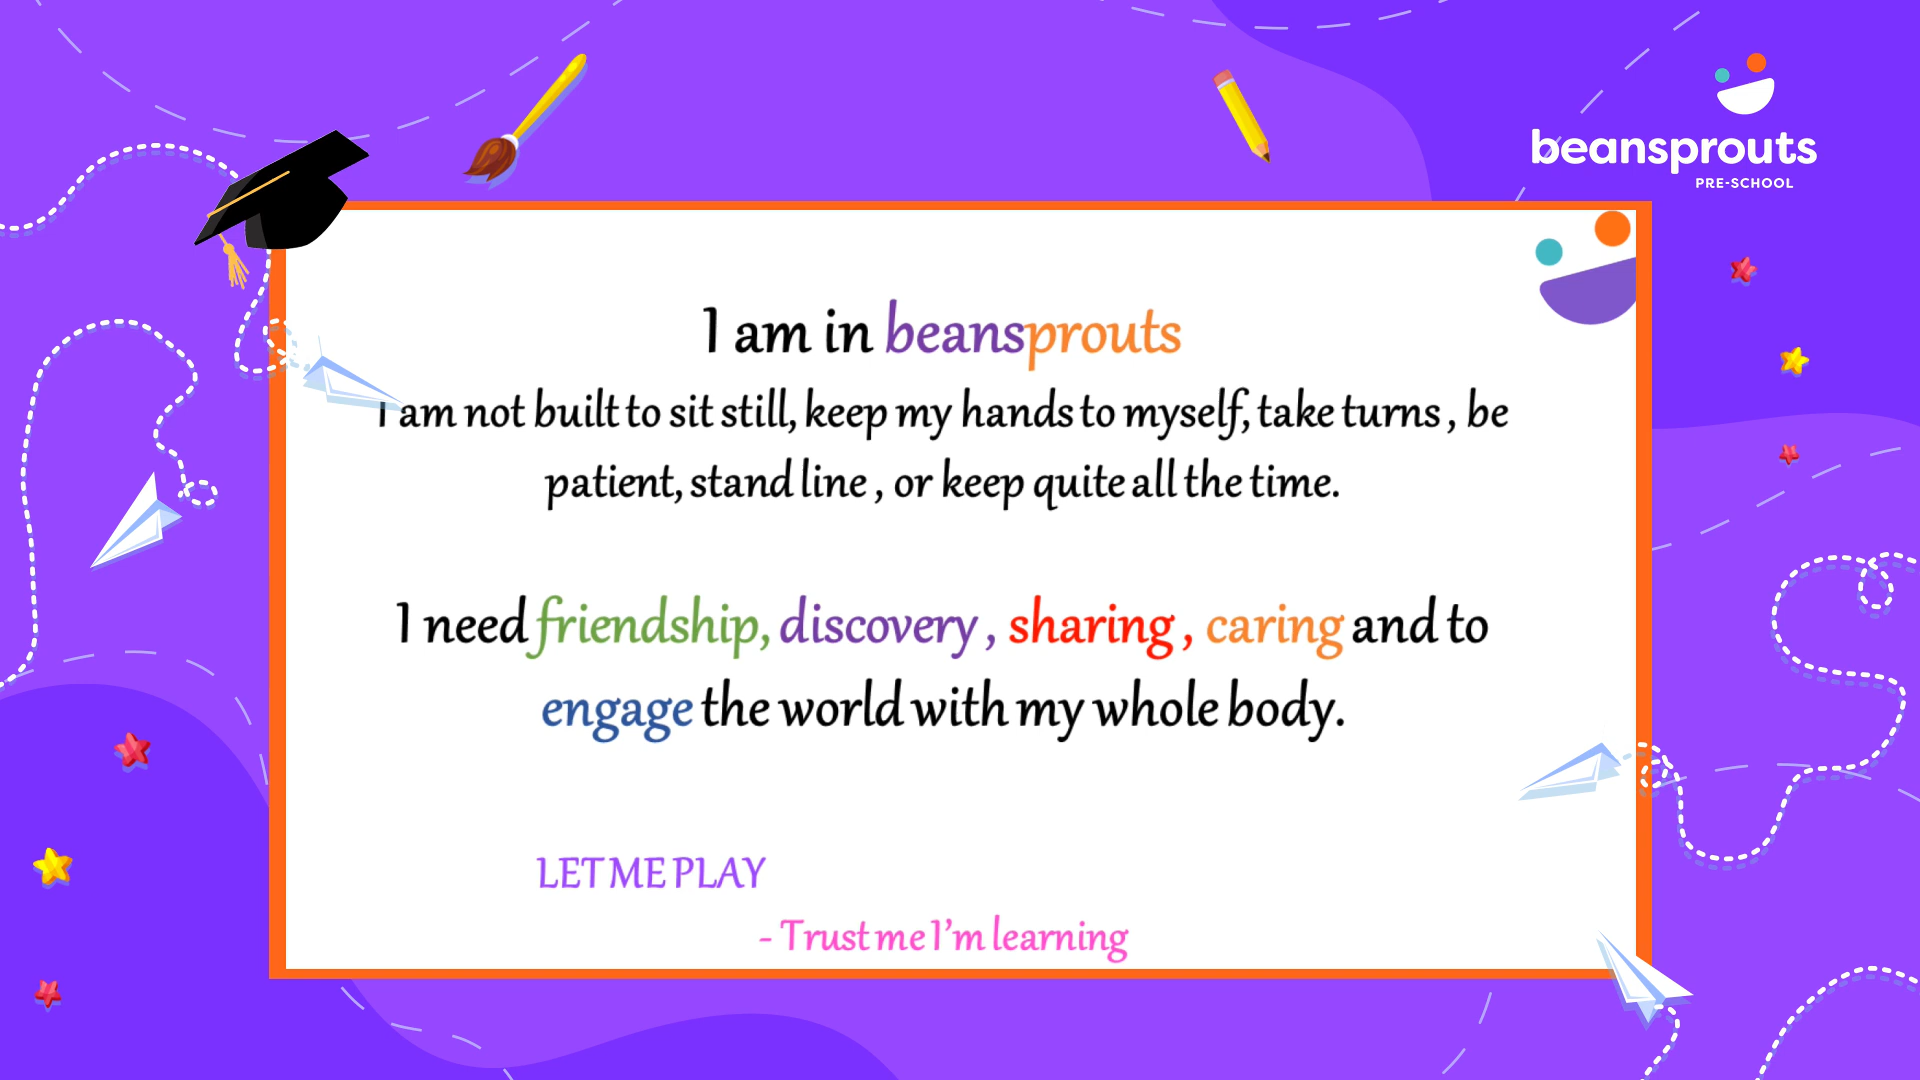 beansprouts
PRE-SCHOOL
I am in beansprouts
I am not built to sit still, keep my hands to myself, take turns , be
patient, stand line , or keep quite all the time.
I need friendship, discovery , sharing , caring and to
engage the world with my whole body.
LET ME PLAY
- Trust me I’m learning